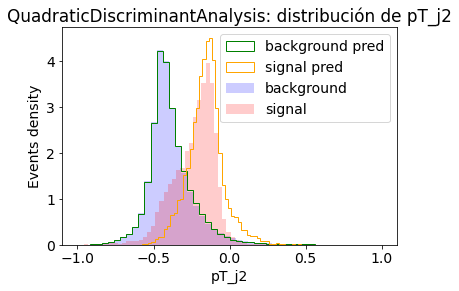 QuadraticDiscriminantAnalysis: distribución de pT_j2
background pred
signal pred
background
signal
Events density
4
3
2
1
0
−1.0 −0.5 0.0 0.5 1.0
pT_j2